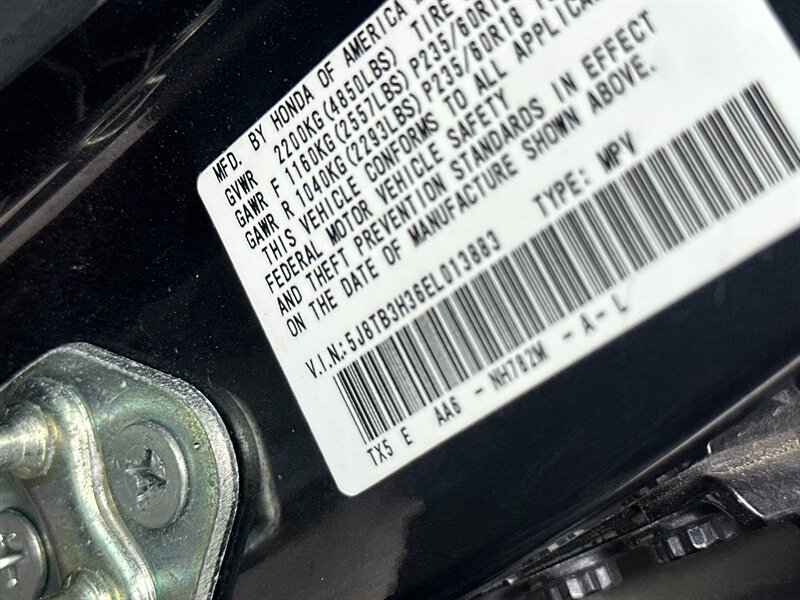 MFD. BY HONDA OF AMERICA
GVWR 2200KG(4850LBS) TIRE
GAWR F 1160KG(2557LBS) P235/60R18
GAWR R 1040KG(2293LBS) P235/60R18
THIS VEHICLE CONFORMS TO ALL
FEDERAL MOTOR VEHICLE SAFETY
AND THEFT PREVENTION STANDARDS IN EFFECT
ON THE DATE OF MANUFACTURE SHOWN ABOVE.
V.I.N.:5J8TB3H36EL013883 TYPE: MPV
TX5 E AA6 - NH782M - A - L